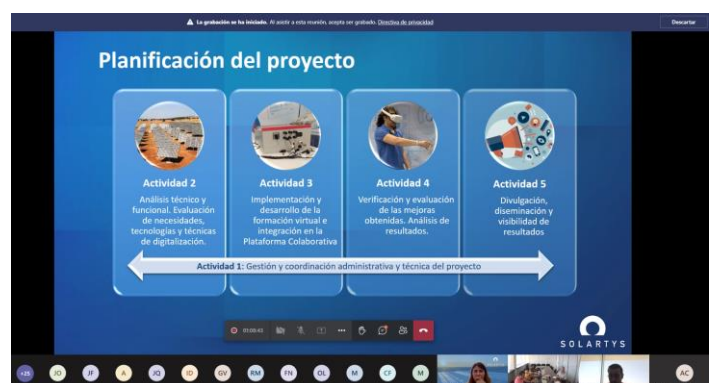 La grabación se ha iniciado. Al asistir a esta reunión, acepta ser grabado. Directiva de privacidad
Descartar
Planificación del proyecto
Actividad 2
Análisis técnico y
funcional. Evaluación
de necesidades,
tecnologías y técnicas
de digitalización.
Actividad 3
Implementación y
desarrollo de la
formación virtual e
integración en la
Plataforma Colaborativa
Actividad 4
Verificación y evaluación
de las mejoras
obtenidas. Análisis de
resultados.
Actividad 5
Divulgación,
diseminación y
visibilidad de
resultados
Actividad 1: Gestión y coordinación administrativa y técnica del proyecto
SOLARTYS
+25 JO JF A JQ ID GV RM FN OL M CF M AC